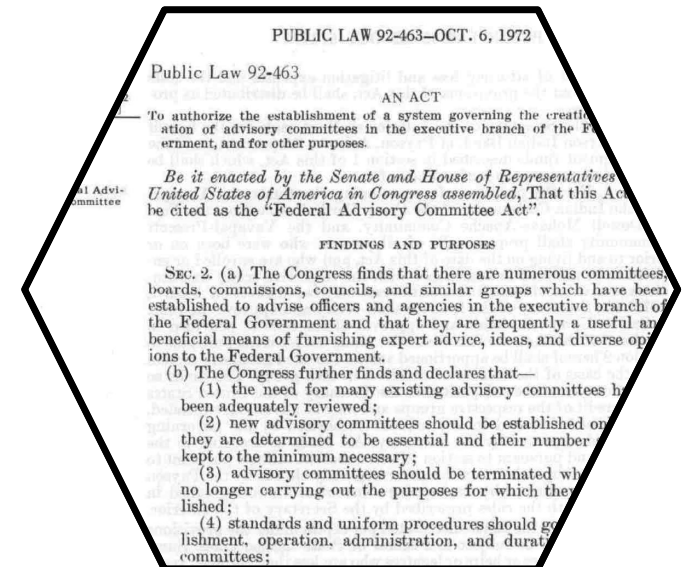 PUBLIC LAW 92-463—OCT. 6, 1972
Public Law 92-463
AN ACT
To authorize the establishment of a system governing the creati
ation of advisory committees in the executive branch of the F
ernment, and for other purposes.
Be it enacted by the Senate and House of Representatives
United States of America in Congress assembled, That this Act
be cited as the “Federal Advisory Committee Act”.
al Advi-
ommittee
FINDINGS AND PURPOSES
SEC. 2. (a) The Congress finds that there are numerous committees,
boards, commissions, councils, and similar groups which have been
established to advise officers and agencies in the executive branch of
the Federal Government and that they are frequently a useful an
beneficial means of furnishing expert advice, ideas, and diverse opi
ions to the Federal Government.
(b) The Congress further finds and declares that—
(1) the need for many existing advisory committees h
been adequately reviewed;
(2) new advisory committees should be established on
they are determined to be essential and their number
kept to the minimum necessary;
(3) advisory committees should be terminated wh
no longer carrying out the purposes for which they
lished;
(4) standards and uniform procedures should go
lishment, operation, administration, and durati
committees;